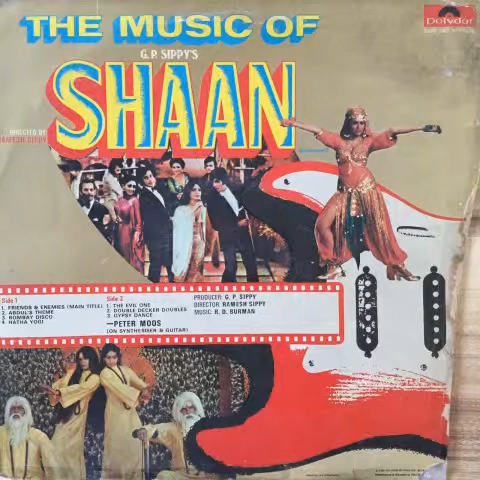 THE MUSIC OF
Polydor
G. P. SIPPY'S
SHAAN
DIRECTED BY
RAMESH SIPPY
Side 1
1. FRIENDS & ENEMIES (MAIN TITLE)
2. ABDUL'S THEME
3. BOMBAY DISCO
4. HATHA YOGI
Side 2
1. THE EVIL ONE
2. DOUBLE DECKER DOUBLES
3. GYPSY DANCE
—PETER MOOS
(ON SYNTHESISER & GUITAR)
PRODUCER: G. P. SIPPY
DIRECTOR: RAMESH SIPPY
MUSIC: R. D. BURMAN